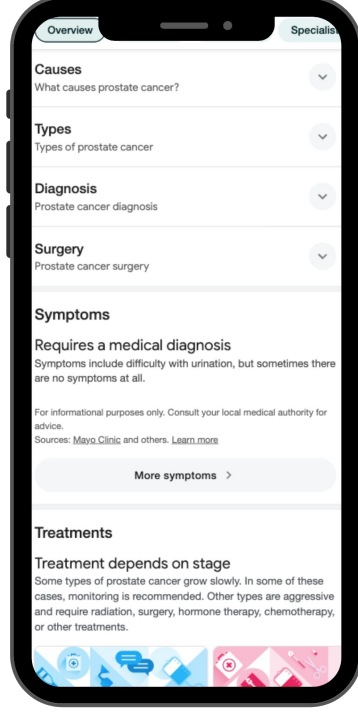 Overview
Specialist
Causes
What causes prostate cancer?
Types
Types of prostate cancer
Diagnosis
Prostate cancer diagnosis
Surgery
Prostate cancer surgery
Symptoms
Requires a medical diagnosis
Symptoms include difficulty with urination, but sometimes there
are no symptoms at all.
For informational purposes only. Consult your local medical authority for
advice.
Sources: Mayo Clinic and others. Learn more
More symptoms
Treatments
Treatment depends on stage
Some types of prostate cancer grow slowly. In some of these
cases, monitoring is recommended. Other types are aggressive
and require radiation, surgery, hormone therapy, chemotherapy,
or other treatments.